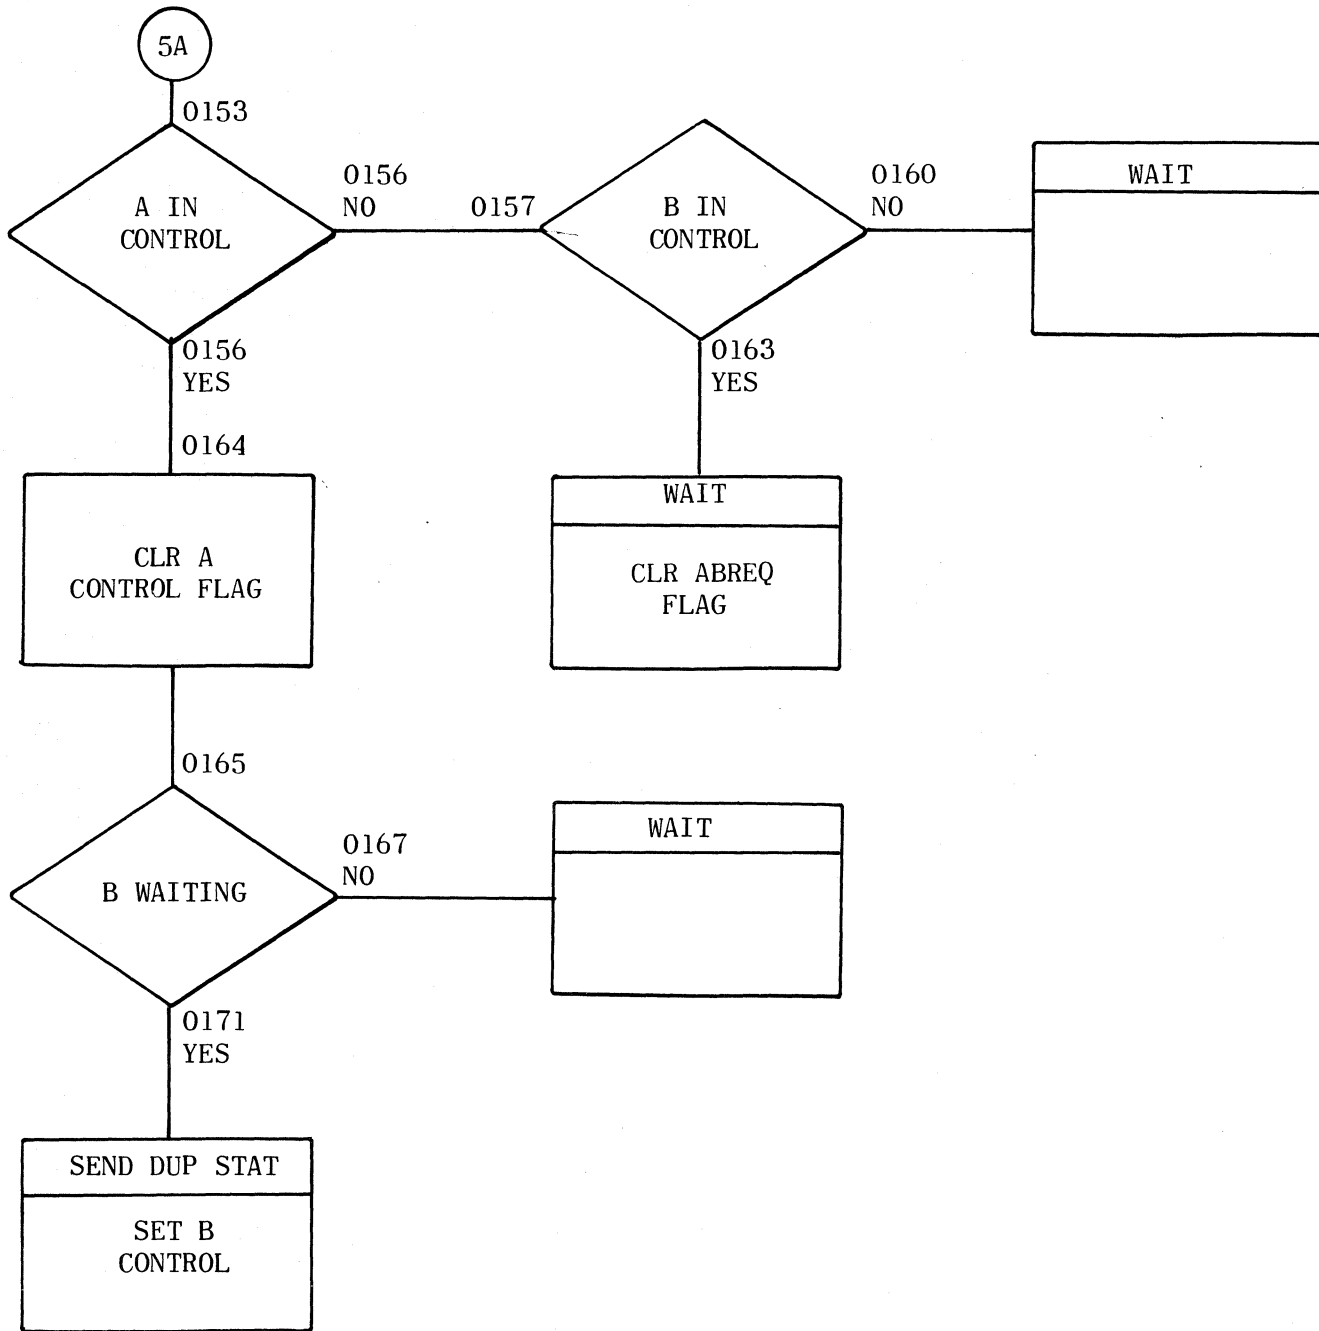 5A
0153
A IN
CONTROL
0156
NO
0157
B IN
CONTROL
0160
NO
WAIT
0156
YES
0163
YES
0164
CLR A
CONTROL FLAG
WAIT
CLR ABREQ
FLAG
0165
B WAITING
0167
NO
WAIT
0171
YES
SEND DUP STAT
SET B
CONTROL